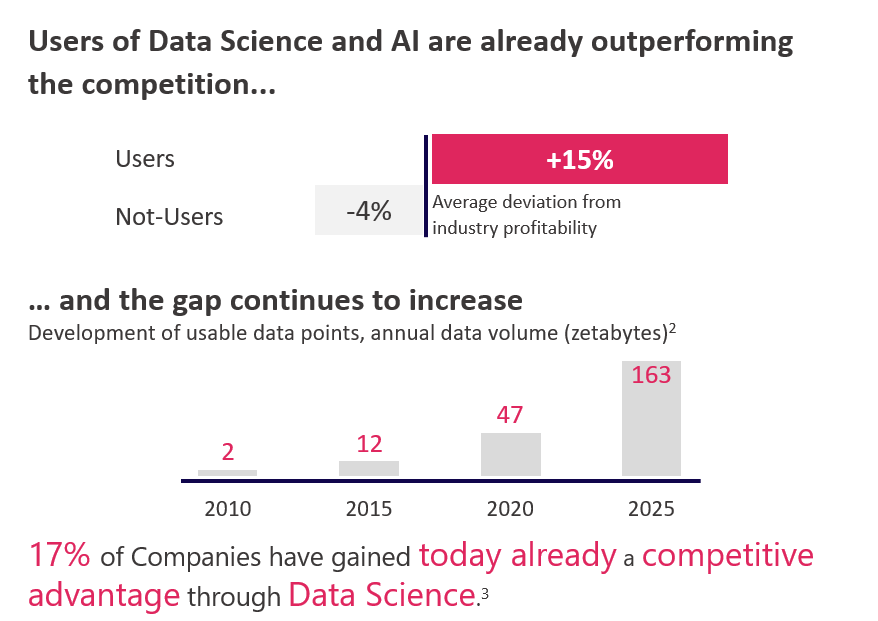 Users of Data Science and AI are already outperforming
the competition...
Users
+15%
Not-Users
-4%
Average deviation from
industry profitability
... and the gap continues to increase
Development of usable data points, annual data volume (zetabytes)2
2
12
47
163
2010
2015
2020
2025
17% of Companies have gained today already a competitive
advantage through Data Science.3